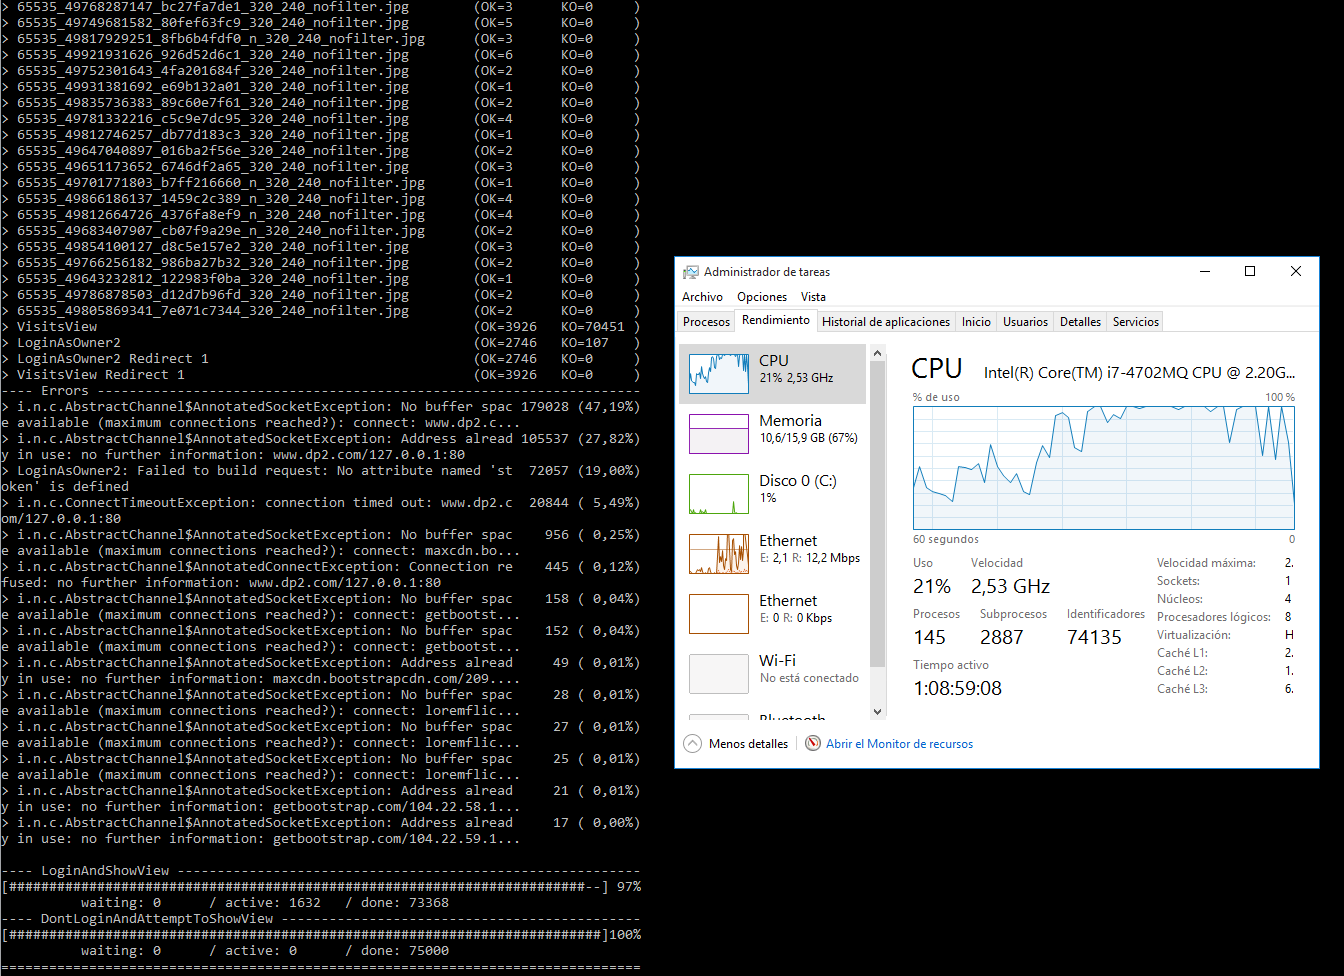 > 65535_49768287147_bc27fa7de1_320_240_nofilter.jpg (OK=3 KO=0 )
> 65535_49749681582_80fef63fc9_320_240_nofilter.jpg (OK=5 KO=0 )
> 65535_49817929251_8fb6b4fdf0_n_320_240_nofilter.jpg (OK=3 KO=0 )
> 65535_49921931626_926d52d6c1_320_240_nofilter.jpg (OK=6 KO=0 )
> 65535_49752301643_4fa201684f_320_240_nofilter.jpg (OK=2 KO=0 )
> 65535_49931381692_e69b132a01_320_240_nofilter.jpg (OK=1 KO=0 )
> 65535_49835736383_89c60e7f61_320_240_nofilter.jpg (OK=2 KO=0 )
> 65535_49781332216_c5c9e7dc95_320_240_nofilter.jpg (OK=4 KO=0 )
> 65535_49812746257_db77d183c3_320_240_nofilter.jpg (OK=1 KO=0 )
> 65535_49647040897_016ba2f56e_320_240_nofilter.jpg (OK=2 KO=0 )
> 65535_49651173652_6746df2a65_320_240_nofilter.jpg (OK=3 KO=0 )
> 65535_49701771803_b7ff216660_n_320_240_nofilter.jpg (OK=1 KO=0 )
> 65535_49866186137_1459c2c389_n_320_240_nofilter.jpg (OK=4 KO=0 )
> 65535_49812664726_4376fa8ef9_n_320_240_nofilter.jpg (OK=4 KO=0 )
> 65535_49683407907_cb07f9a29e_n_320_240_nofilter.jpg (OK=2 KO=0 )
> 65535_49854100127_d8c5e157e2_320_240_nofilter.jpg (OK=3 KO=0 )
> 65535_49766256182_986ba27b32_320_240_nofilter.jpg (OK=2 KO=0 )
> 65535_49643232812_122983f0ba_320_240_nofilter.jpg (OK=1 KO=0 )
> 65535_49786878503_d12d7b96fd_320_240_nofilter.jpg (OK=2 KO=0 )
> 65535_49805869341_7e071c7344_320_240_nofilter.jpg (OK=2 KO=0 )
> VisitsView (OK=3926 KO=70451 )
> LoginAsOwner2 (OK=2746 KO=107 )
> LoginAsOwner2 Redirect 1 (OK=2746 KO=0 )
> VisitsView Redirect 1 (OK=3926 KO=0 )
---- Errors --------------------------------------------------------------------
> i.n.c.AbstractChannel$AnnotatedSocketException: No buffer spac 179028 (47,19%)
e available (maximum connections reached?): connect: www.dp2.c...
> i.n.c.AbstractChannel$AnnotatedSocketException: Address alread 105537 (27,82%)
y in use: no further information: www.dp2.com/127.0.0.1:80
> LoginAsOwner2: Failed to build request: No attribute named 'st 72057 (19,00%)
oken' is defined
> i.n.c.ConnectTimeoutException: connection timed out: www.dp2.c 20844 ( 5,49%)
om/127.0.0.1:80
> i.n.c.AbstractChannel$AnnotatedSocketException: No buffer spac 956 ( 0,25%)
e available (maximum connections reached?): connect: maxcdn.bo...
> i.n.c.AbstractChannel$AnnotatedConnectException: Connection re 445 ( 0,12%)
fused: no further information: www.dp2.com/127.0.0.1:80
> i.n.c.AbstractChannel$AnnotatedSocketException: No buffer spac 158 ( 0,04%)
e available (maximum connections reached?): connect: getbootst...
> i.n.c.AbstractChannel$AnnotatedSocketException: No buffer spac 152 ( 0,04%)
e available (maximum connections reached?): connect: getbootst...
> i.n.c.AbstractChannel$AnnotatedSocketException: Address alread 49 ( 0,01%)
y in use: no further information: maxcdn.bootstrapcdn.com/209....
> i.n.c.AbstractChannel$AnnotatedSocketException: No buffer spac 28 ( 0,01%)
e available (maximum connections reached?): connect: loremflic...
> i.n.c.AbstractChannel$AnnotatedSocketException: No buffer spac 27 ( 0,01%)
e available (maximum connections reached?): connect: loremflic...
> i.n.c.AbstractChannel$AnnotatedSocketException: No buffer spac 25 ( 0,01%)
e available (maximum connections reached?): connect: loremflic...
> i.n.c.AbstractChannel$AnnotatedSocketException: Address alread 21 ( 0,01%)
y in use: no further information: getbootstrap.com/104.22.58.1...
> i.n.c.AbstractChannel$AnnotatedSocketException: Address alread 17 ( 0,00%)
y in use: no further information: getbootstrap.com/104.22.59.1...
---- LoginAndShowView ----------------------------------------------------------
[########################################################################--] 97%
waiting: 0 / active: 1632 / done: 73368
---- DontLoginAndAttemptToShowView ---------------------------------------------
[##########################################################################]100%
waiting: 0 / active: 0 / done: 75000
================================================================================
Administrador de tareas
Archivo Opciones Vista
Procesos Rendimiento Historial de aplicaciones Inicio Usuarios Detalles Servicios
CPU
21% 2,53 GHz
Memoria
10,6/15,9 GB (67%)
Disco 0 (C:)
1%
Ethernet
E: 2,1 R: 12,2 Mbps
Ethernet
E: 0 R: 0 Kbps
Wi-Fi
No está conectado
Bluetooth
CPU Intel(R) Core(TM) i7-4702MQ CPU @ 2.20G...
% de uso 100 %
60 segundos 0
Uso Velocidad
21% 2,53 GHz
Procesos Subprocesos Identificadores
145 2887 74135
Tiempo activo
1:08:59:08
Velocidad máxima: 2.
Sockets: 1
Núcleos: 4
Procesadores lógicos: 8
Virtualización: H
Caché L1: 2.
Caché L2: 1.
Caché L3: 6.
Menos detalles Abrir el Monitor de recursos